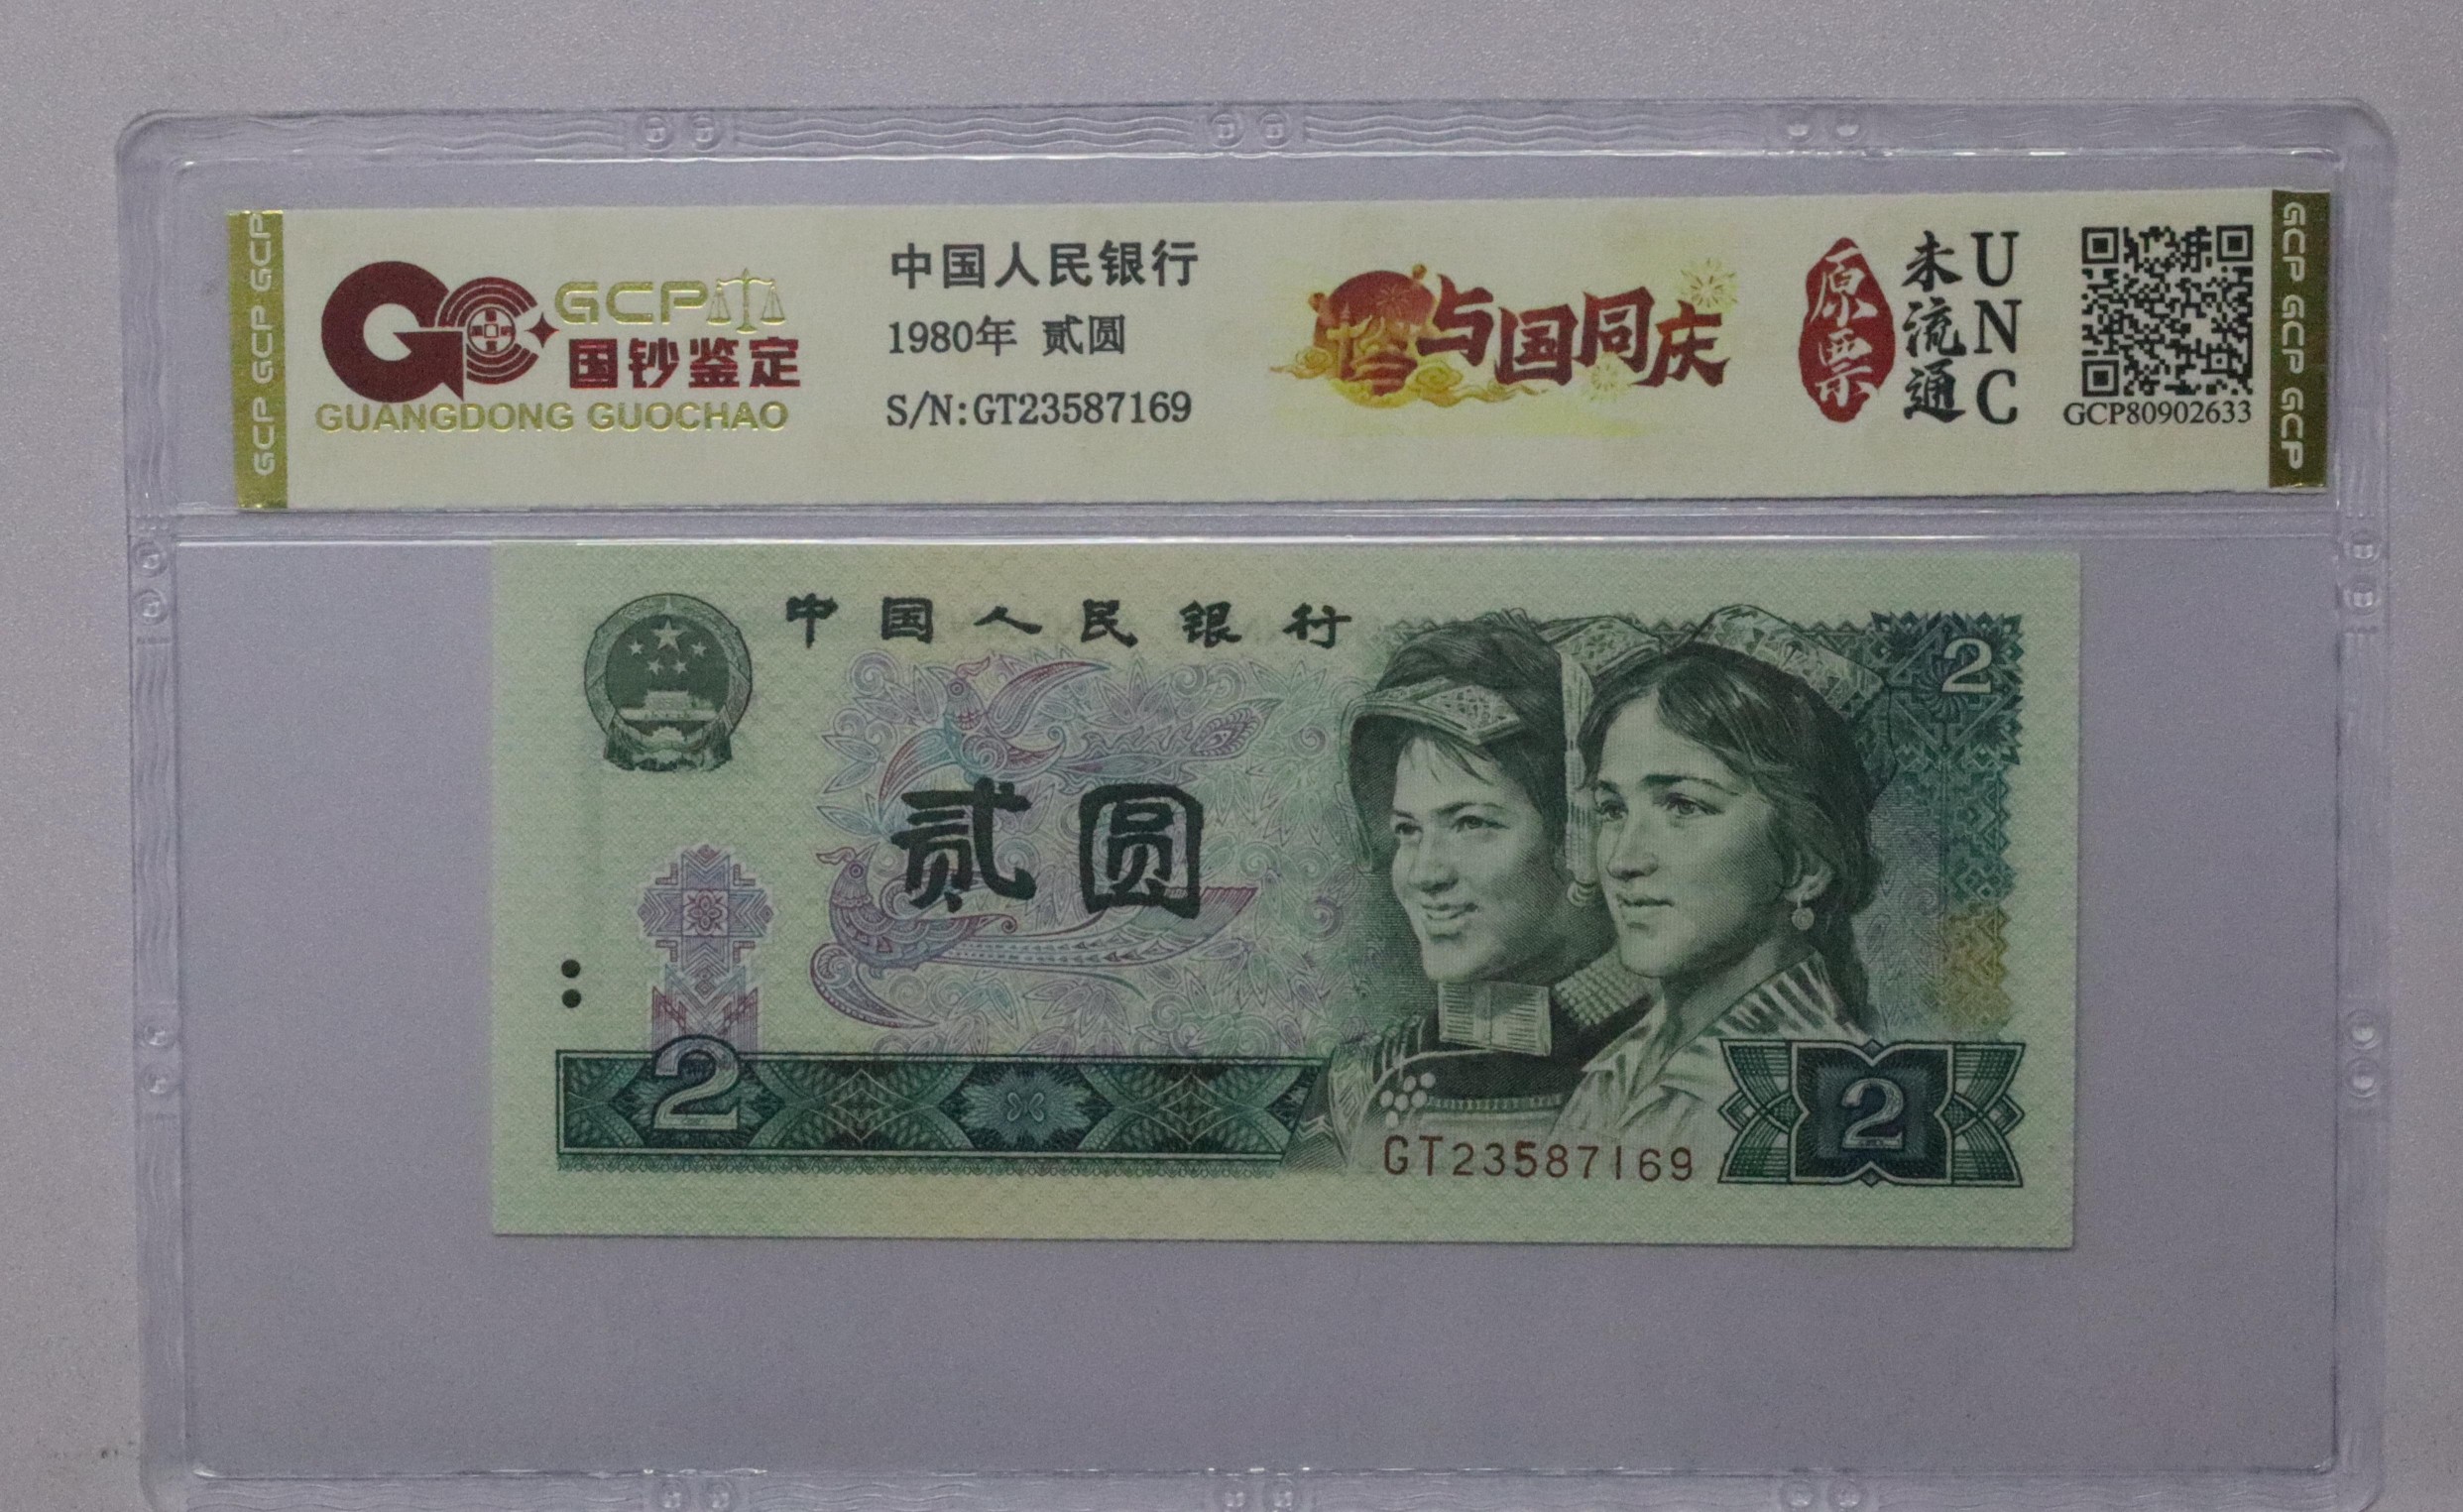 GCP GCP GCP
GCP
国钞鉴定
GUANGDONG GUOCHAO
中国人民银行
1980年 贰圆
S/N:GT23587169
与国同庆
原票
未流通
UNC
GCP80902633
GCP GCP GCP
中国人民银行
2
贰圆
2
GT23587169
2